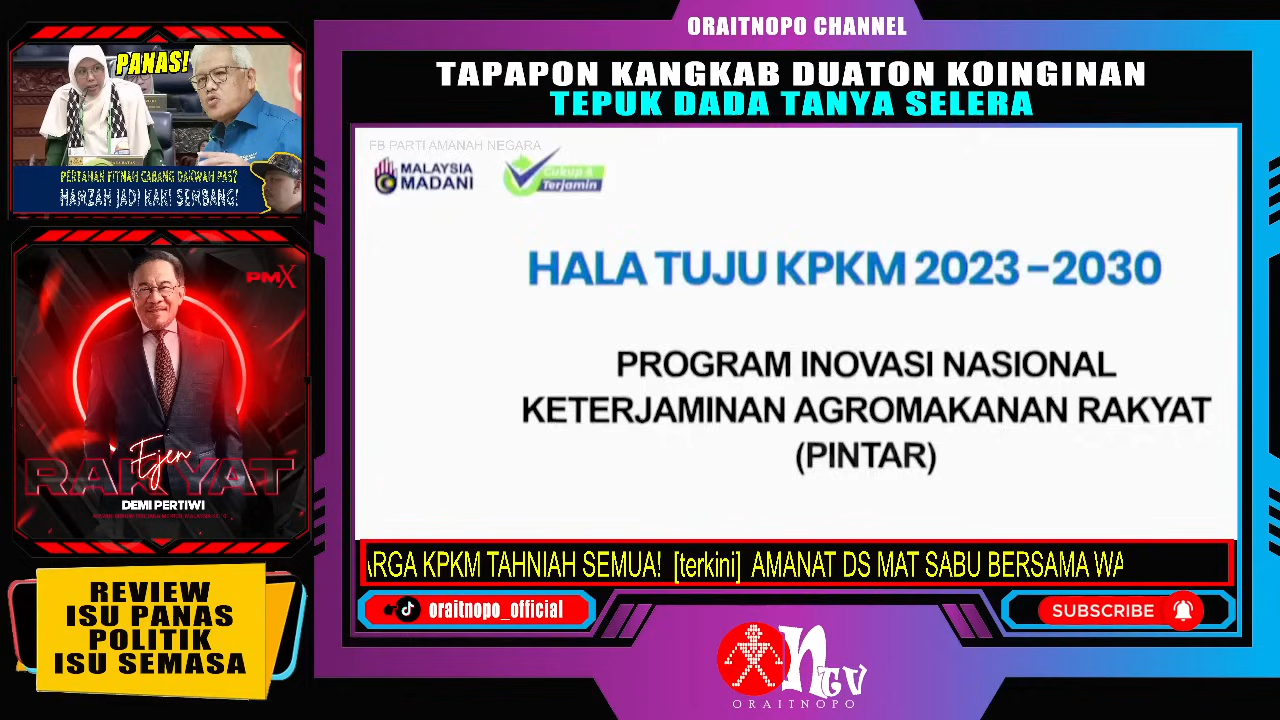 ORAITNOPO CHANNEL
TAPAPON KANGKAB DUATON KOINGINAN
TEPUK DADA TANYA SELERA
PANAS!
PERTAHAN FITNAH CABANG DAKWAH PAS?
HAMZAH JADI KAKI SEMBANG!
PMX
Ejen
RAKYAT
DEMI PERTIWI
REVIEW
ISU PANAS
POLITIK
ISU SEMASA
FB PARTI AMANAH NEGARA
MALAYSIA
MADANI
Cukup &
Terjamin
HALA TUJU KPKM 2023 – 2030
PROGRAM INOVASI NASIONAL
KETERJAMINAN AGROMAKANAN RAKYAT
(PINTAR)
ARGA KPKM TAHNIAH SEMUA! [terkini] AMANAT DS MAT SABU BERSAMA WA
oraitnopo_official
SUBSCRIBE
n TV
ORAITNOPO